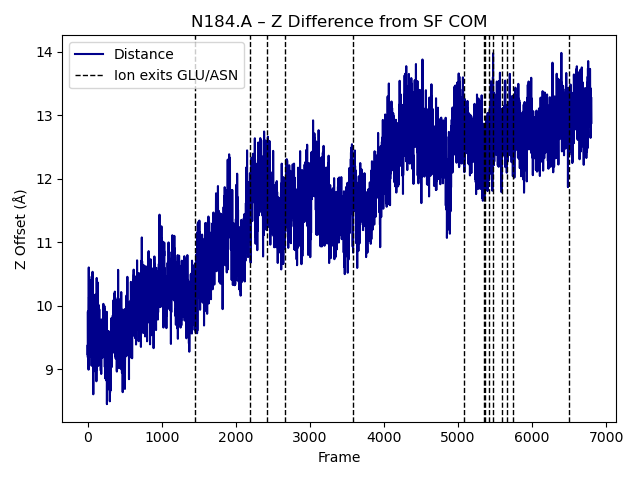 N184.A – Z Difference from SF COM
Distance
Ion exits GLU/ASN
Z Offset (Å)
14
13
12
11
10
9
0 1000 2000 3000 4000 5000 6000 7000
Frame